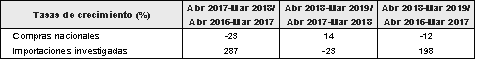 Tasas de crecimiento (%)
Abr 2017-Mar 2018/ Abr 2016-Mar 2017
Abr 2018-Mar 2019/ Abr 2017-Mar 2018
Abr 2018-Mar 2019/ Abr 2016-Mar 2017
Compras nacionales -23 14 -12
Importaciones investigadas 287 -23 198